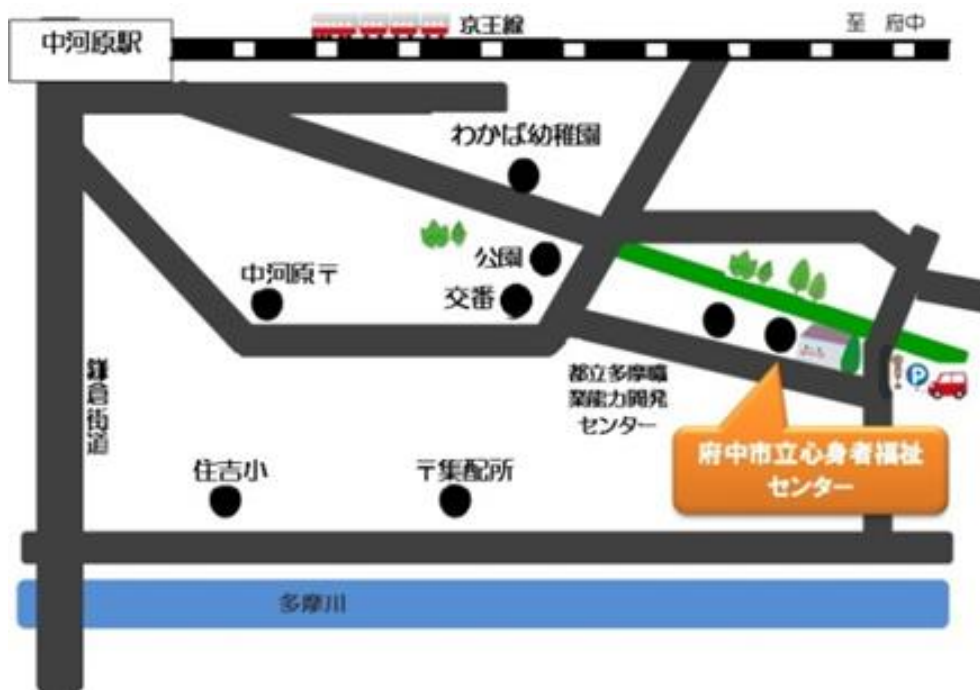 中河原駅
京王線
至 府中
わかば幼稚園
公園
中河原〒
交番
鎌倉街道
都立多摩職
業能力開発
センター
P
府中市立心身者福祉
センター
住吉小
〒集配所
多摩川